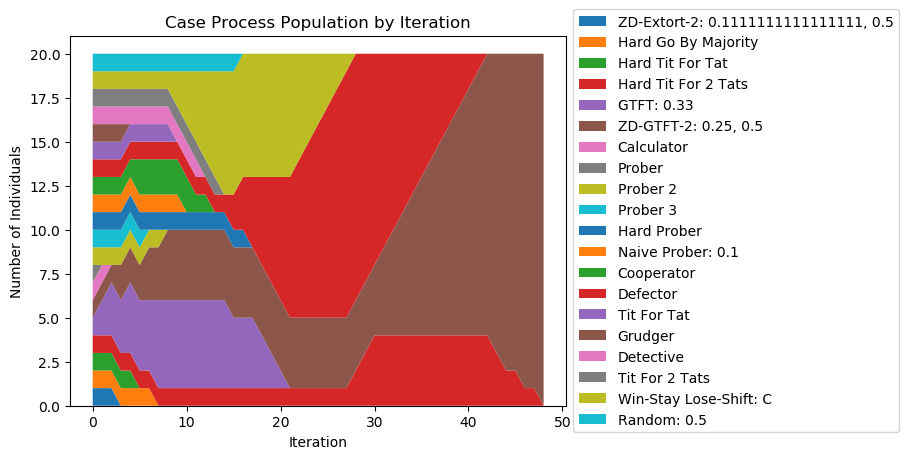 Case Process Population by Iteration
Number of Individuals
20.0
17.5
15.0
12.5
10.0
7.5
5.0
2.5
0.0
0 10 20 30 40 50
Iteration
ZD-Extort-2: 0.1111111111111111, 0.5
Hard Go By Majority
Hard Tit For Tat
Hard Tit For 2 Tats
GTFT: 0.33
ZD-GTFT-2: 0.25, 0.5
Calculator
Prober
Prober 2
Prober 3
Hard Prober
Naive Prober: 0.1
Cooperator
Defector
Tit For Tat
Grudger
Detective
Tit For 2 Tats
Win-Stay Lose-Shift: C
Random: 0.5